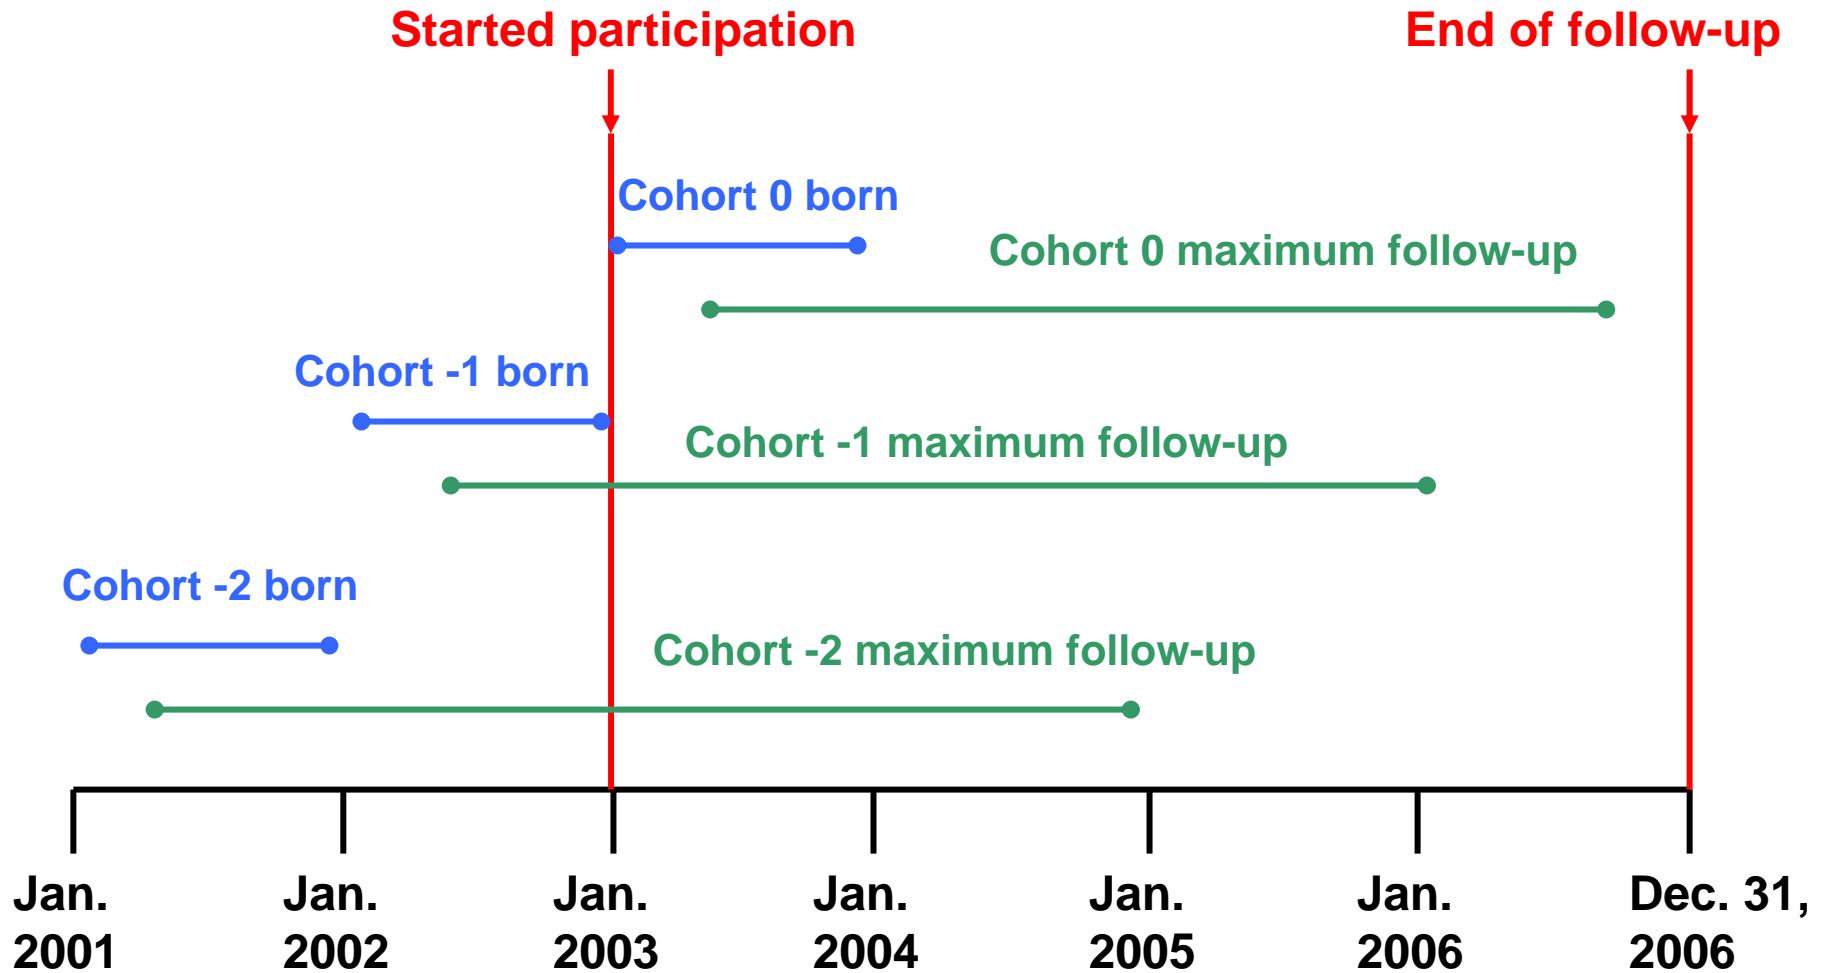 Started participation
End of follow-up
Cohort 0 born
Cohort 0 maximum follow-up
Cohort -1 born
Cohort -1 maximum follow-up
Cohort -2 born
Cohort -2 maximum follow-up
Jan.
2001
Jan.
2002
Jan.
2003
Jan.
2004
Jan.
2005
Jan.
2006
Dec. 31,
2006